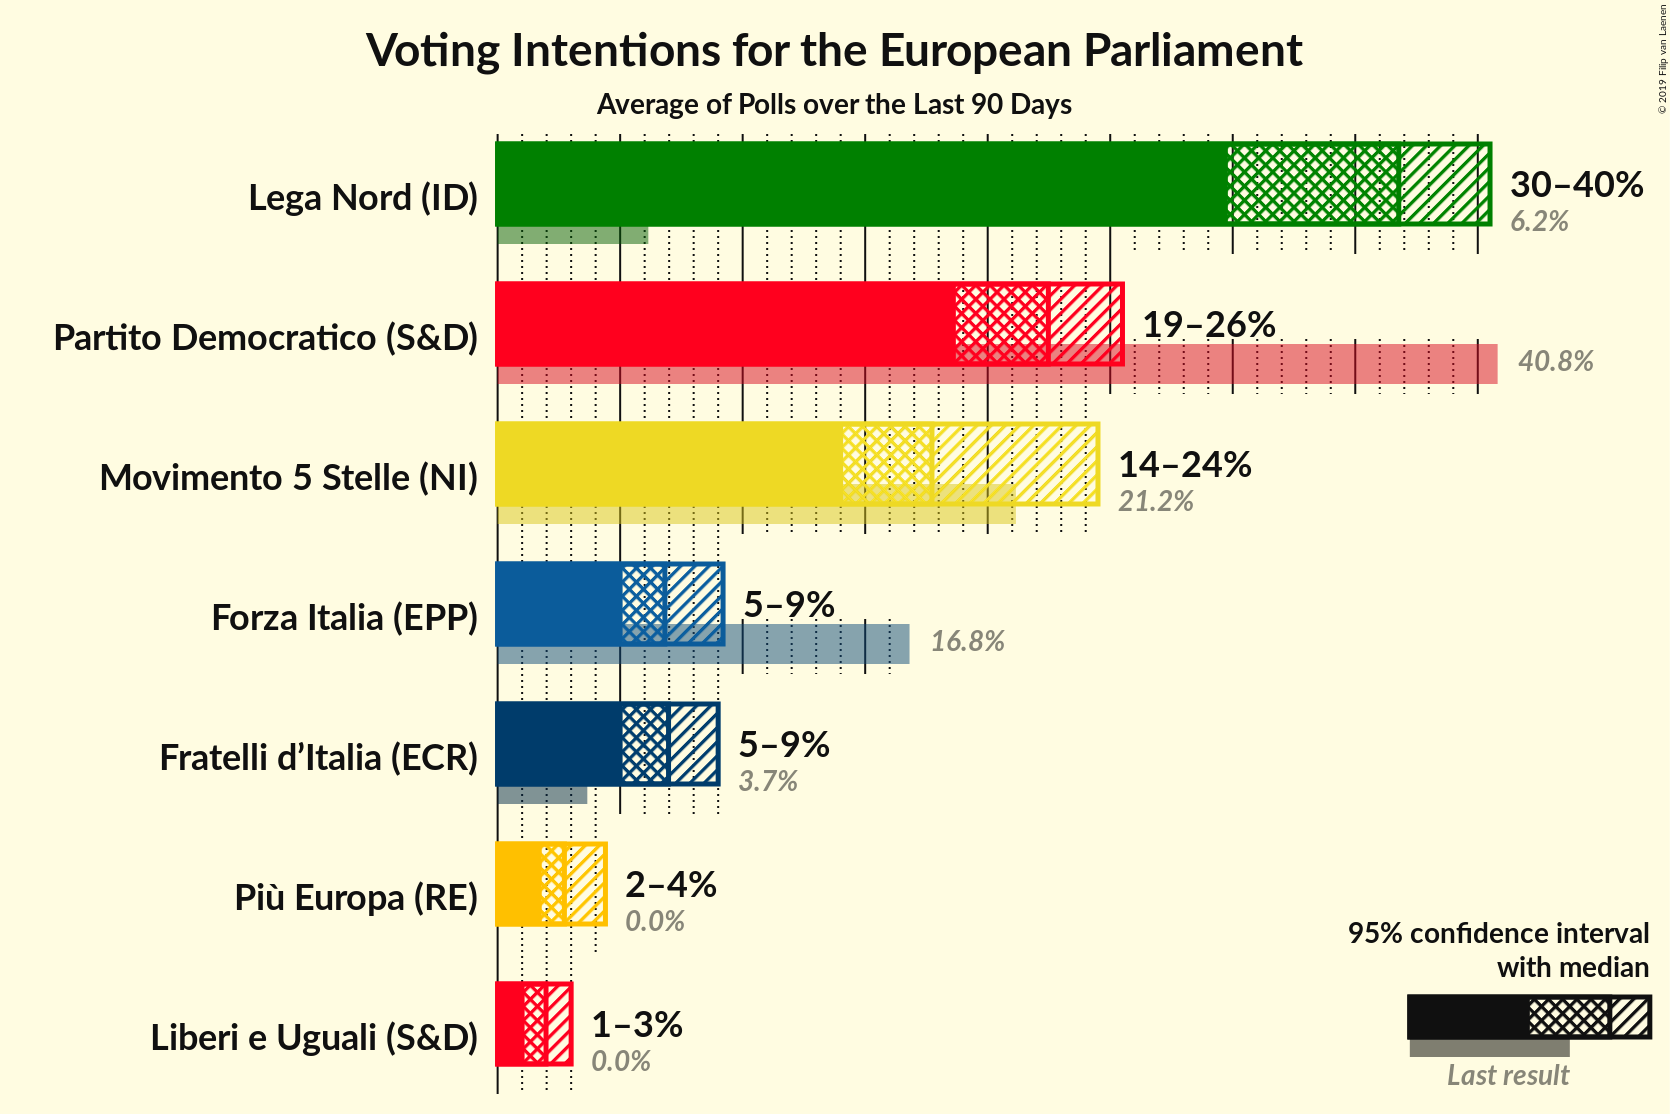 Voting Intentions for the European Parliament
Average of Polls over the Last 90 Days
© 2019 Filip van Laenen
Lega Nord (ID)
30–40%
6.2%
Partito Democratico (S&D)
19–26%
40.8%
Movimento 5 Stelle (NI)
14–24%
21.2%
Forza Italia (EPP)
5–9%
16.8%
Fratelli d’Italia (ECR)
5–9%
3.7%
Più Europa (RE)
2–4%
0.0%
Liberi e Uguali (S&D)
1–3%
0.0%
95% confidence interval
with median
Last result